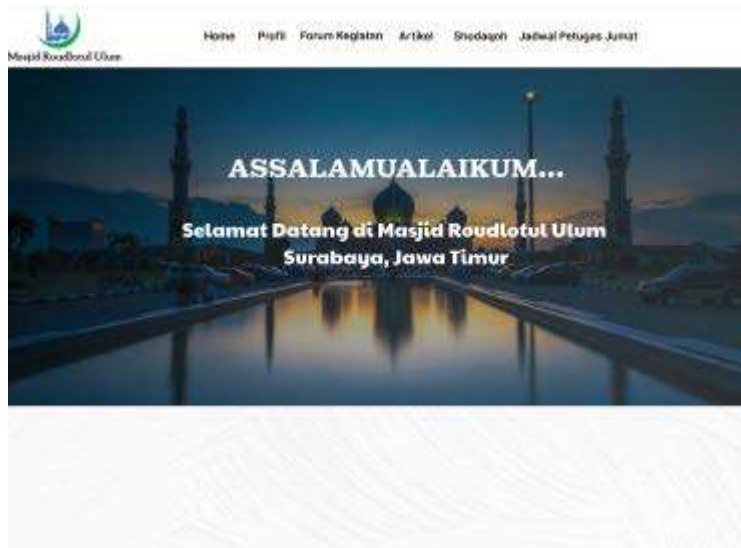 Masjid Roudlotul Ulum
Home Profil Forum Kegiatan Artikel Shodaqoh Jadwal Petugas Jumat
ASSALAMUALAIKUM...
Selamat Datang di Masjid Roudlotul Ulum
Surabaya, Jawa Timur